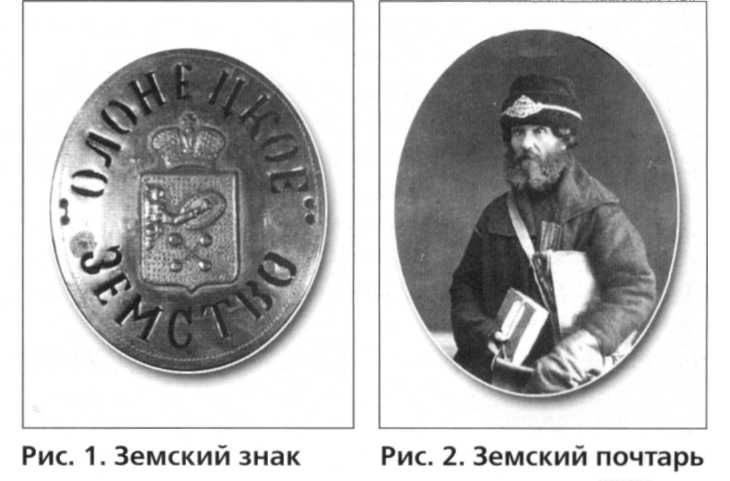 "ОЛОНЕЦКОЕ"
ЗЕМСТВО
Рис. 1. Земский знак
Рис. 2. Земский почтарь